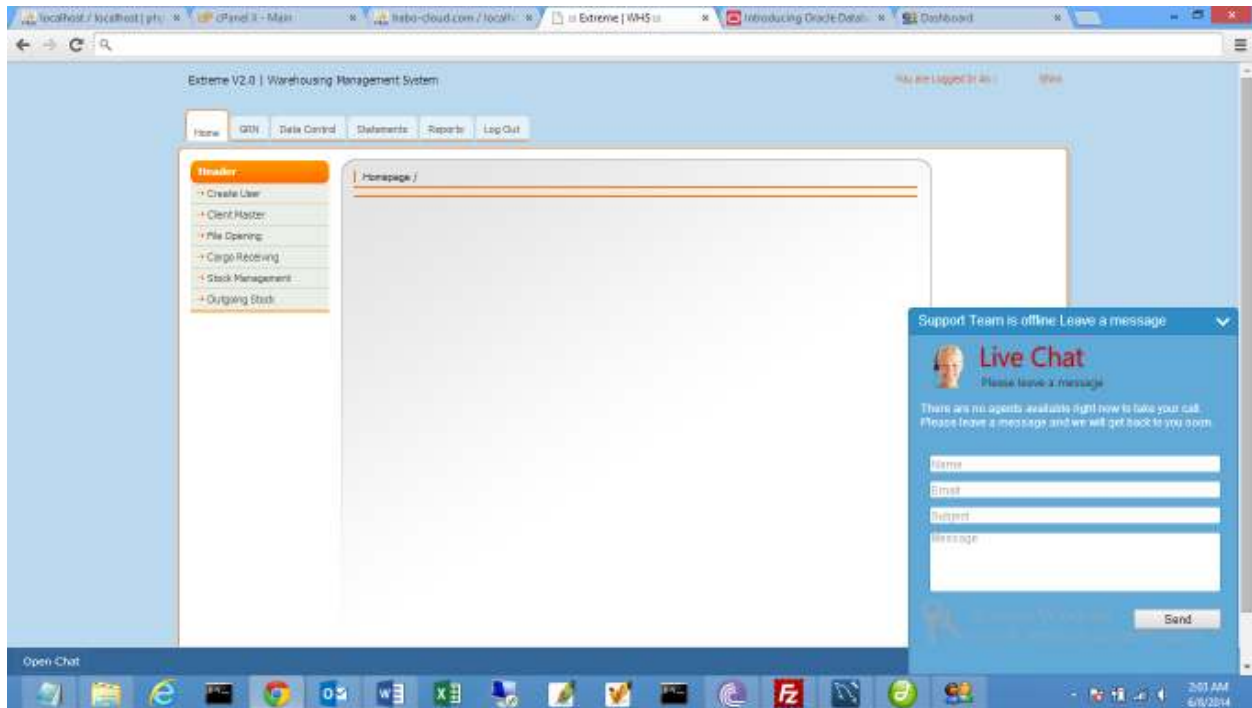 localhost / localhost | ph
cPanel X - Main
/ localh
Extreme | WHS
Introducing Oracle Datab
Dashboard
Extreme V2.0 | Warehousing Management System
You are Logged In As :
Home
GRN
Data Control
Statements
Reports
Log Out
Header
Create User
Client Master
File Opening
Cargo Receiving
Stock Management
Outgoing Stock
Homepage /
Support Team is offline Leave a message
Live Chat
Please leave a message
There are no agents available right now to take your call.
Please leave a message and we will get back to you soon.
Name
Email
Subject
Message
Send
Open Chat
2:03 AM
6/8/2014